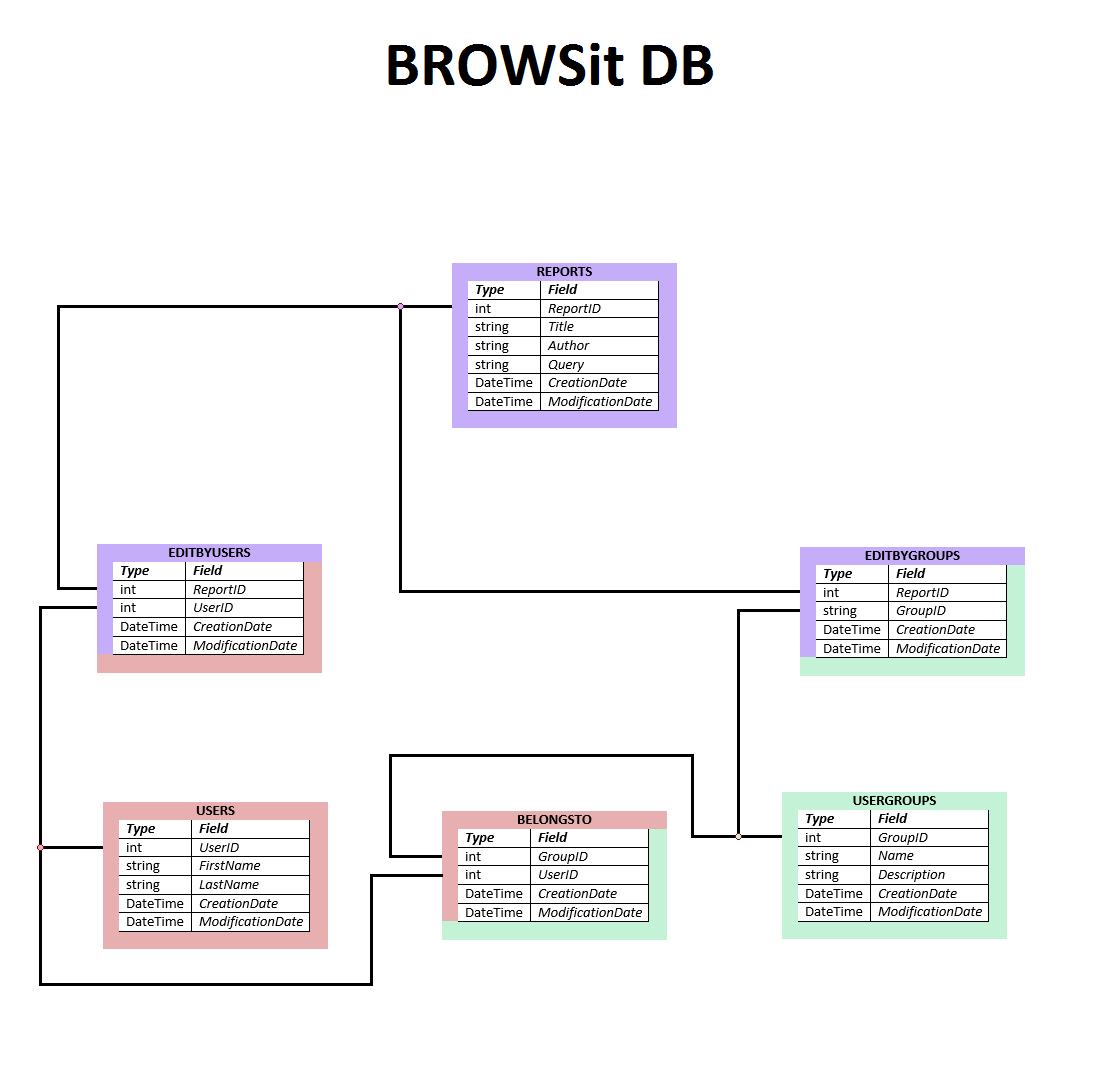 BROWSit DB
REPORTS
Type Field
int ReportID
string Title
string Author
string Query
DateTime CreationDate
DateTime ModificationDate
EDITBYUSERS
Type Field
int ReportID
int UserID
DateTime CreationDate
DateTime ModificationDate
EDITBYGROUPS
Type Field
int ReportID
string GroupID
DateTime CreationDate
DateTime ModificationDate
USERS
Type Field
int UserID
string FirstName
string LastName
DateTime CreationDate
DateTime ModificationDate
BELONGSTO
Type Field
int GroupID
int UserID
DateTime CreationDate
DateTime ModificationDate
USERGROUPS
Type Field
int GroupID
string Name
string Description
DateTime CreationDate
DateTime ModificationDate